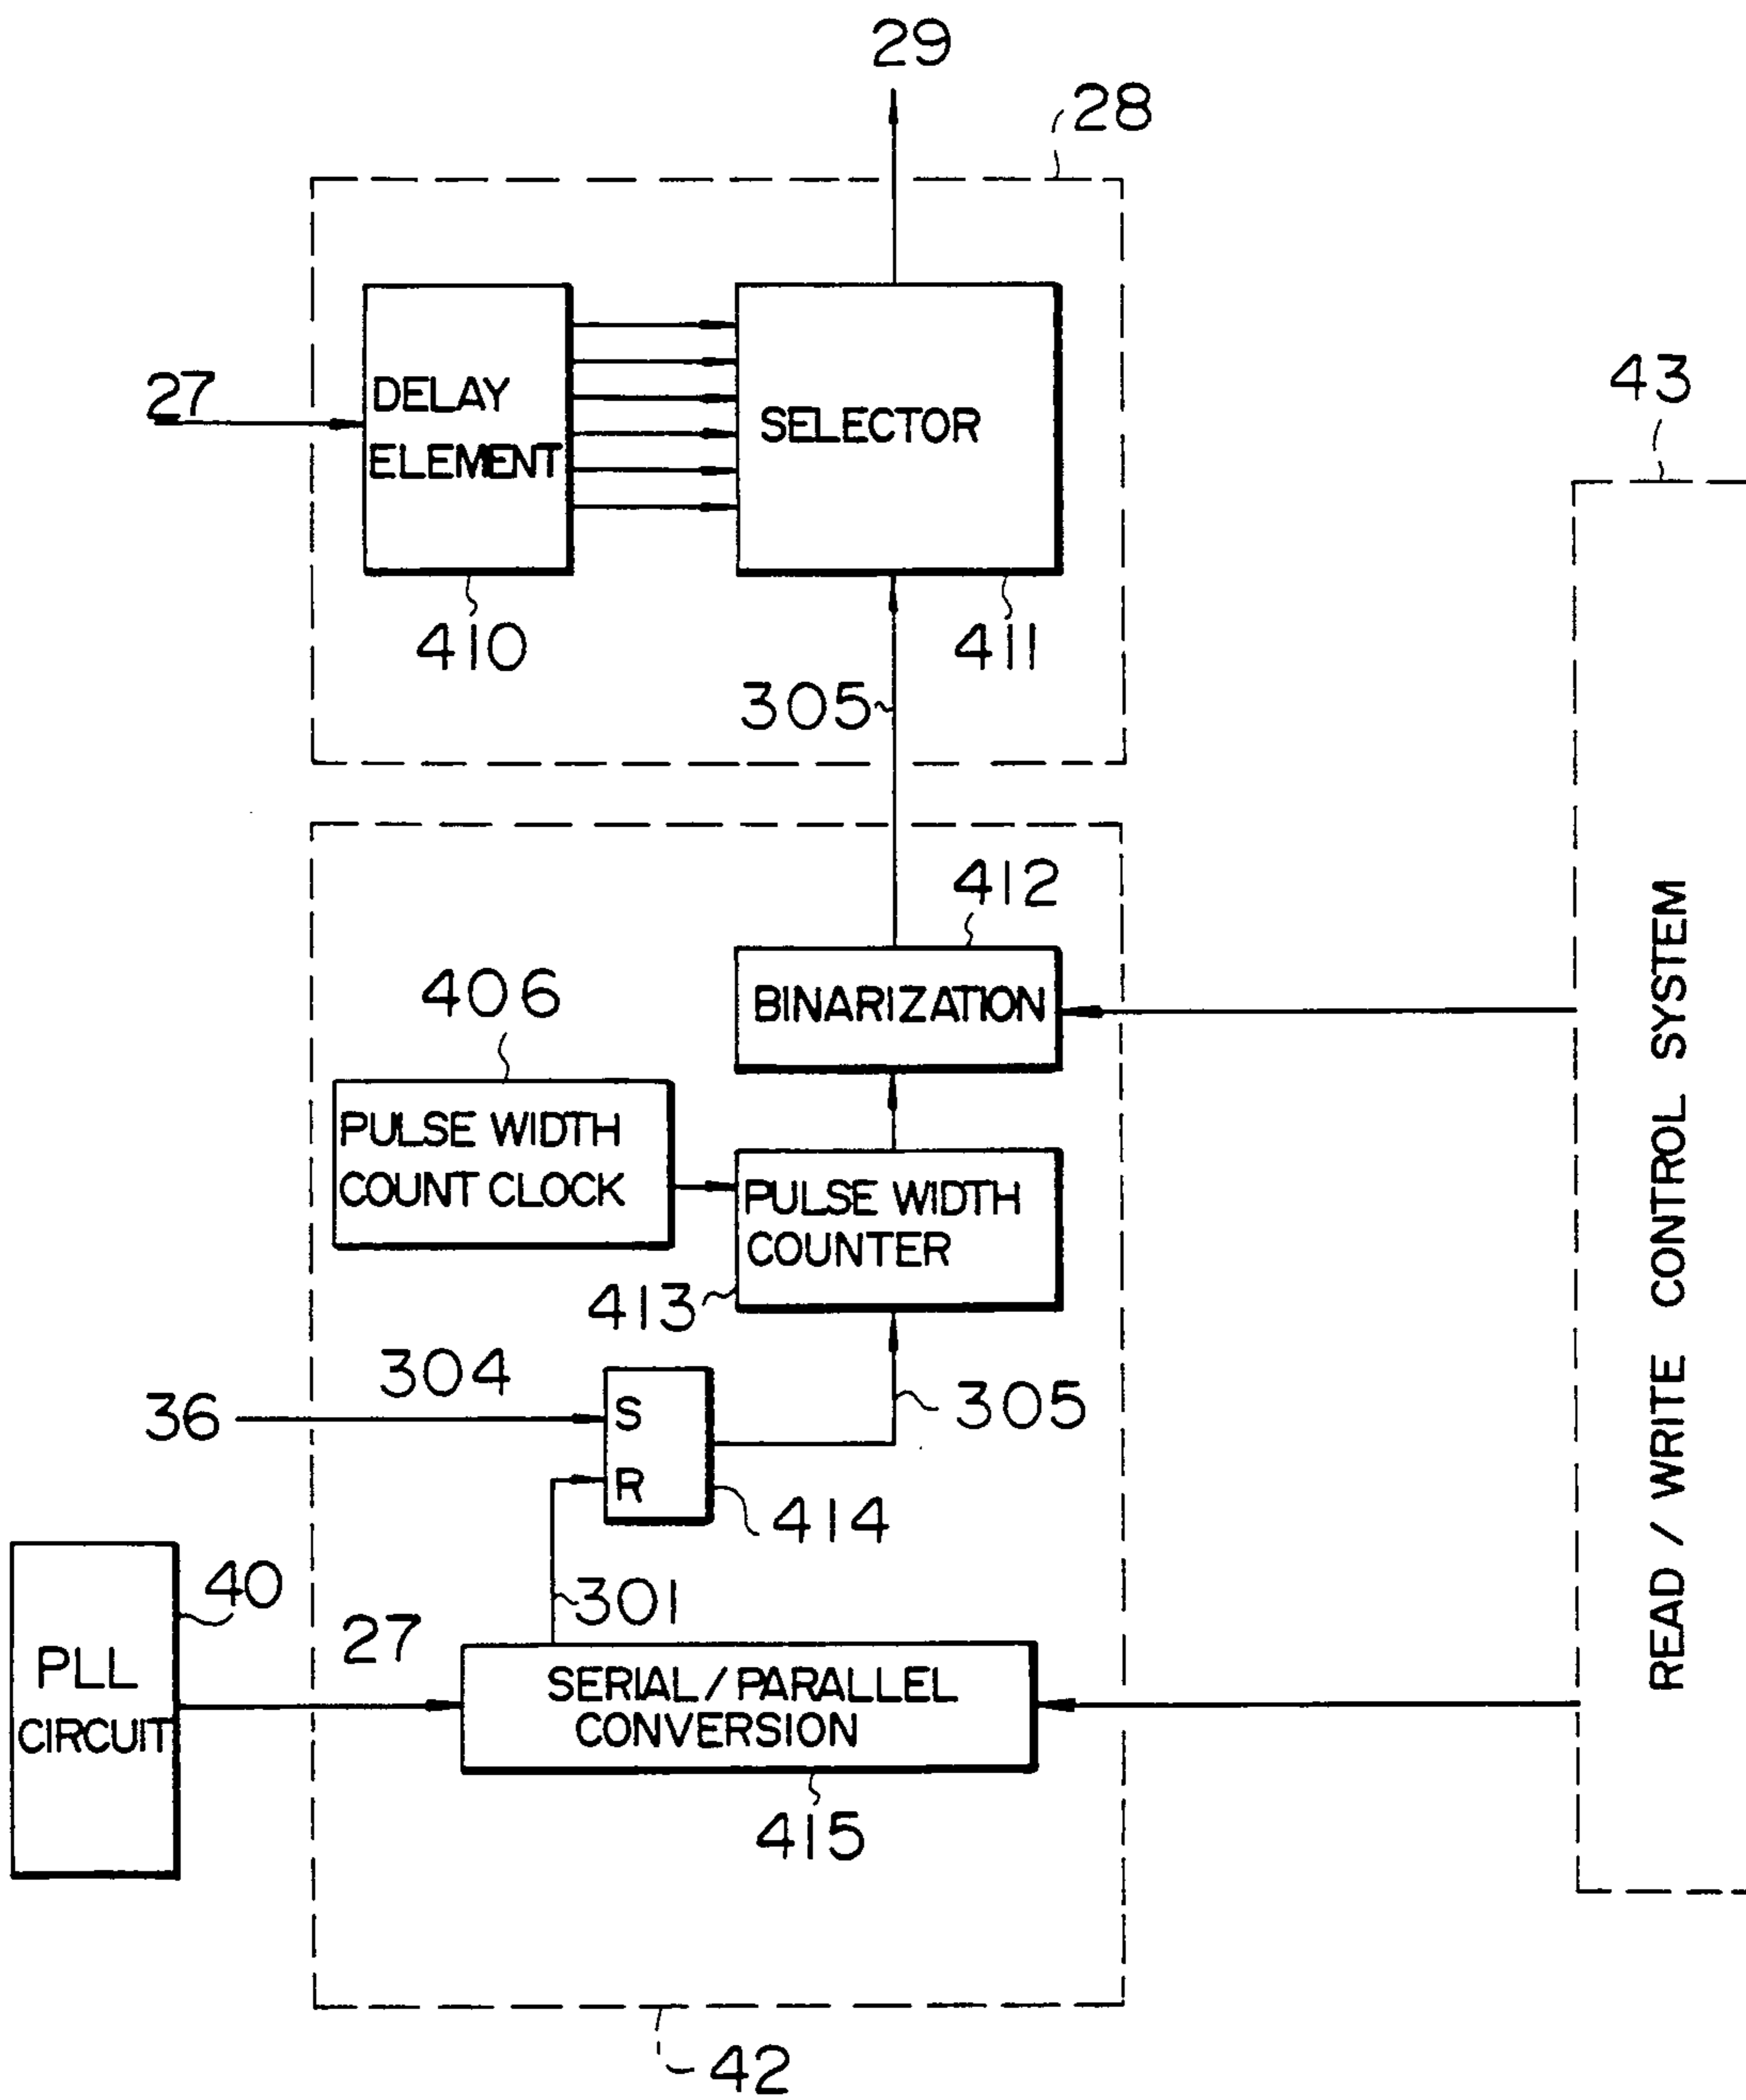 29
28
27
DELAY
ELEMENT
SELECTOR
410
411
305
43
412
BINARIZATION
406
PULSE WIDTH
COUNT CLOCK
PULSE WIDTH
COUNTER
413
304
36
S
R
305
414
40
301
27
PLL
CIRCUIT
SERIAL/PARALLEL
CONVERSION
415
READ / WRITE CONTROL SYSTEM
42